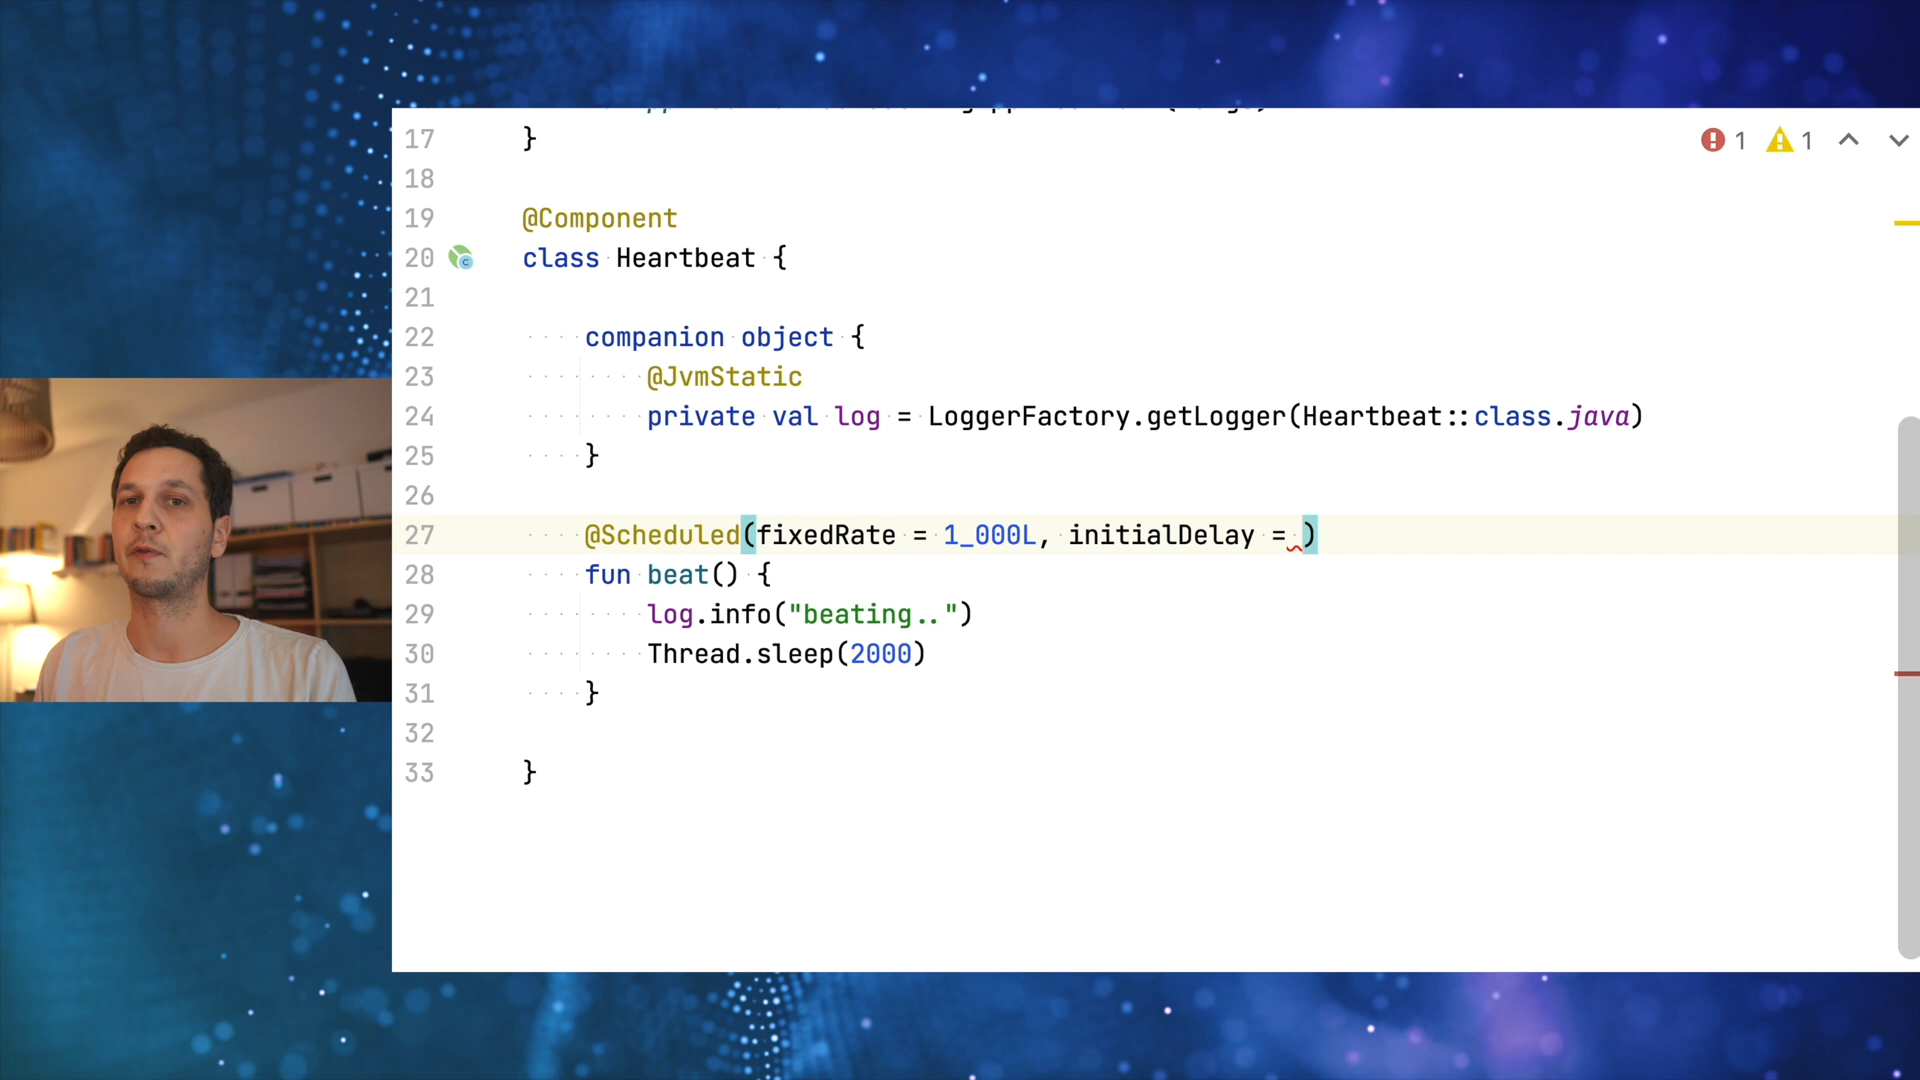 17 }
18
19 @Component
20 class Heartbeat {
21
22 companion object {
23 @JvmStatic
24 private val log = LoggerFactory.getLogger(Heartbeat::class.java)
25 }
26
27 @Scheduled(fixedRate = 1_000L, initialDelay = )
28 fun beat() {
29 log.info("beating..")
30 Thread.sleep(2000)
31 }
32
33 }
1 1